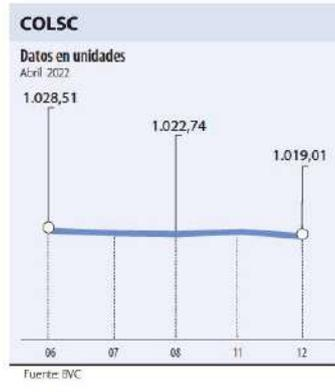 COLSC
Datos en unidades
Abril 2022
1.028,51
1.022,74
1.019,01
06 07 08 11 12
Fuente: BVC